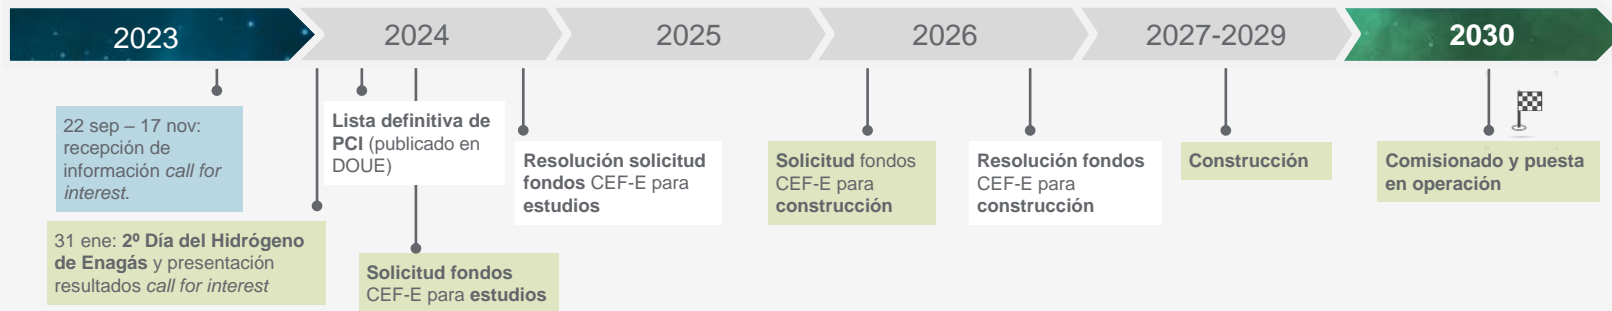 2023
2024
2025
2026
2027-2029
2030
22 sep – 17 nov:
recepción de
información call for
interest.
31 ene: 2º Día del Hidrógeno
de Enagás y presentación
resultados call for interest
Lista definitiva de
PCI (publicado en
DOUE)
Solicitud fondos
CEF-E para estudios
Resolución solicitud
fondos CEF-E para
estudios
Solicitud fondos
CEF-E para
construcción
Resolución fondos
CEF-E para
construcción
Construcción
Comisionado y puesta
en operación